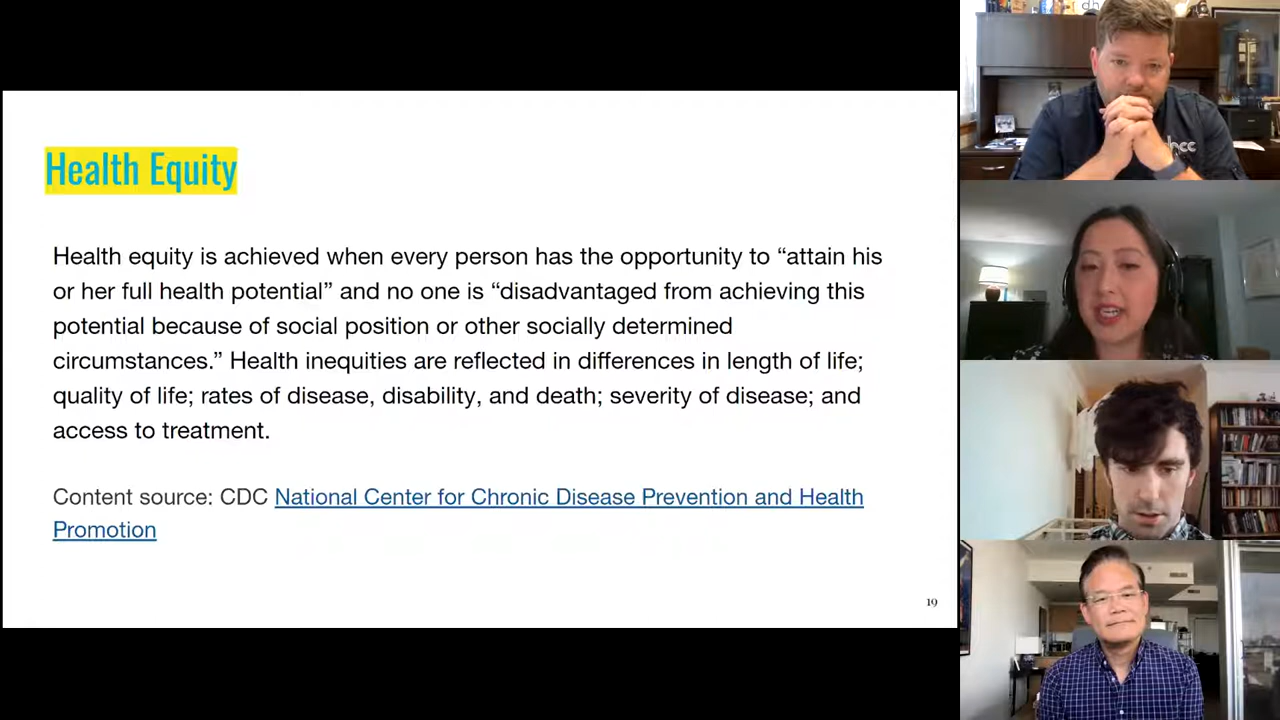 Health Equity
Health equity is achieved when every person has the opportunity to “attain his
or her full health potential” and no one is “disadvantaged from achieving this
potential because of social position or other socially determined
circumstances.” Health inequities are reflected in differences in length of life;
quality of life; rates of disease, disability, and death; severity of disease; and
access to treatment.
Content source: CDC National Center for Chronic Disease Prevention and Health
Promotion
19